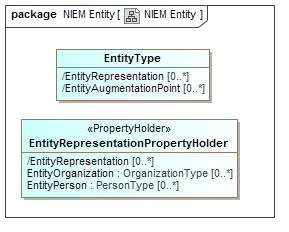 package NIEM Entity [ NIEM Entity ]
EntityType
/EntityRepresentation [0..*]
/EntityAugmentationPoint [0..*]
«PropertyHolder»
EntityRepresentationPropertyHolder
/EntityRepresentation [0..*]
EntityOrganization : OrganizationType [0..*]
EntityPerson : PersonType [0..*]